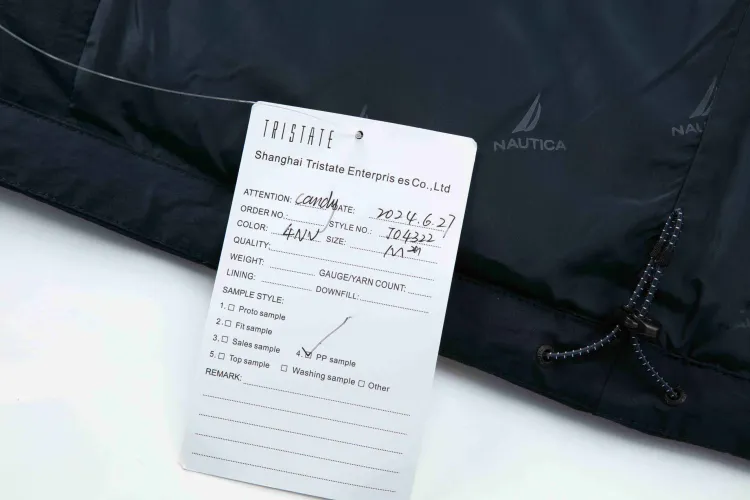 TRISTATE
Shanghai Tristate Enterpris es Co.,Ltd
ATTENTION: candy DATE: 2024.6.27
ORDER NO.: STYLE NO.: J04322
COLOR: 4NN SIZE: M
QUALITY:
WEIGHT: GAUGE/YARN COUNT:
LINING: DOWNFILL:
SAMPLE STYLE:
1. □ Proto sample
2. □ Fit sample
3. □ Sales sample 4. ☑ PP sample
5. □ Top sample □ Washing sample □ Other
REMARK:
NAUTICA
NA